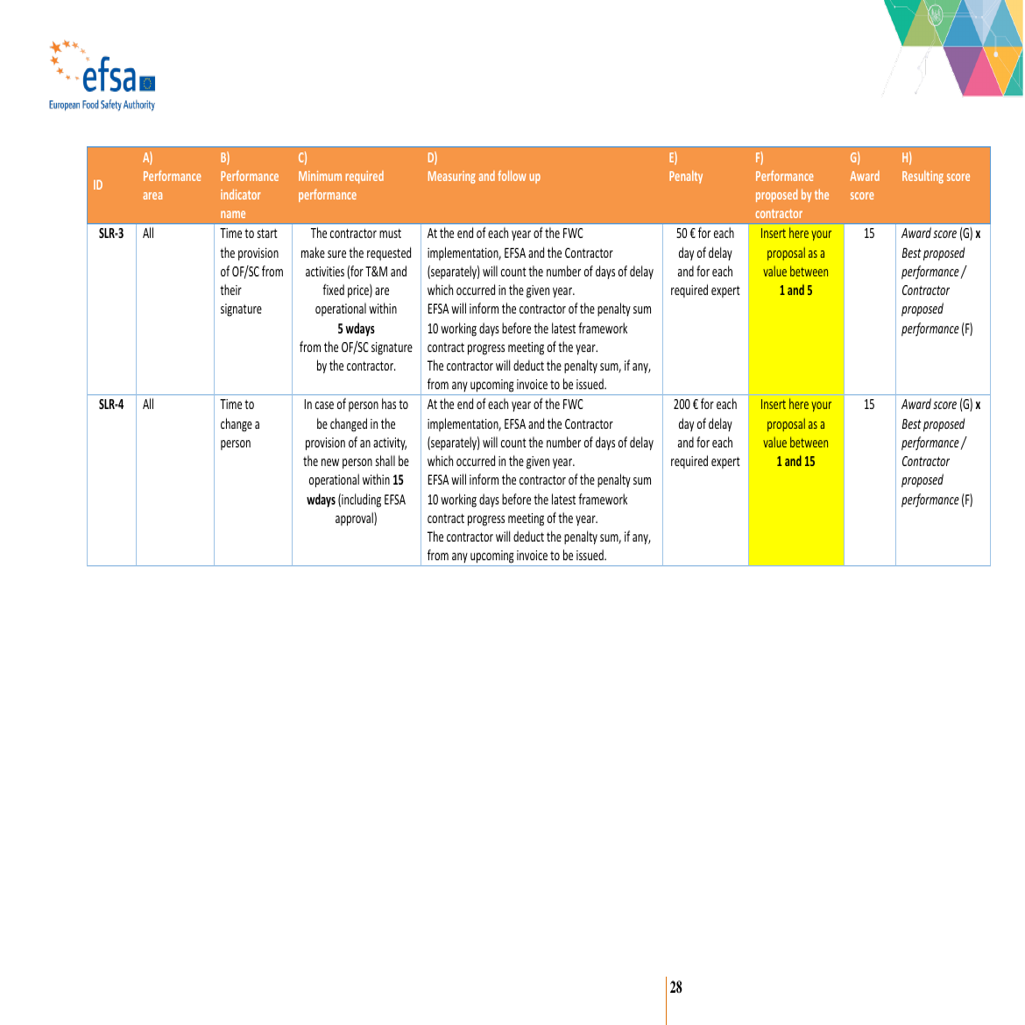 efsa
European Food Safety Authority
ID
A)
Performance
area
B)
Performance
indicator
name
C)
Minimum required
performance
D)
Measuring and follow up
E)
Penalty
F)
Performance
proposed by the
contractor
G)
Award
score
H)
Resulting score
SLR-3
All
Time to start
the provision
of OF/SC from
their
signature
The contractor must
make sure the requested
activities (for T&M and
fixed price) are
operational within
5 wdays
from the OF/SC signature
by the contractor.
At the end of each year of the FWC
implementation, EFSA and the Contractor
(separately) will count the number of days of delay
which occurred in the given year.
EFSA will inform the contractor of the penalty sum
10 working days before the latest framework
contract progress meeting of the year.
The contractor will deduct the penalty sum, if any,
from any upcoming invoice to be issued.
50 € for each
day of delay
and for each
required expert
Insert here your
proposal as a
value between
1 and 5
15
Award score (G) x
Best proposed
performance /
Contractor
proposed
performance (F)
SLR-4
All
Time to
change a
person
In case of person has to
be changed in the
provision of an activity,
the new person shall be
operational within 15
wdays (including EFSA
approval)
At the end of each year of the FWC
implementation, EFSA and the Contractor
(separately) will count the number of days of delay
which occurred in the given year.
EFSA will inform the contractor of the penalty sum
10 working days before the latest framework
contract progress meeting of the year.
The contractor will deduct the penalty sum, if any,
from any upcoming invoice to be issued.
200 € for each
day of delay
and for each
required expert
Insert here your
proposal as a
value between
1 and 15
15
Award score (G) x
Best proposed
performance /
Contractor
proposed
performance (F)
28